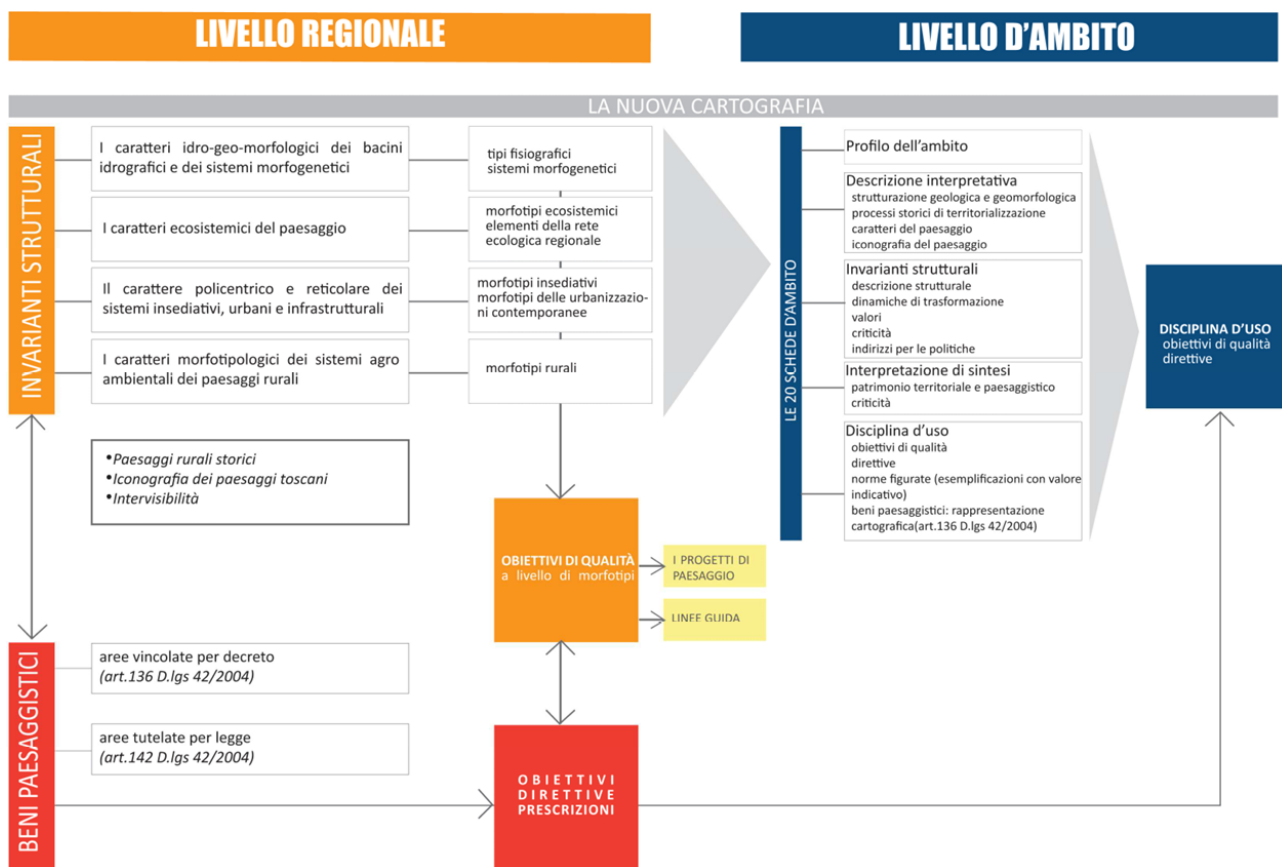 LIVELLO REGIONALE
LIVELLO D'AMBITO
LA NUOVA CARTOGRAFIA
INVARIANTI STRUTTURALI
I caratteri idro-geo-morfologici dei bacini
idrografici e dei sistemi morfogenetici
tipi fisiografici
sistemi morfogenetici
I caratteri ecosistemici del paesaggio
morfotipi ecosistemici
elementi della rete
ecologica regionale
Il carattere policentrico e reticolare dei
sistemi insediativi, urbani e infrastrutturali
morfotipi insediativi
morfotipi delle urbanizzazio-
ni contemporanee
I caratteri morfotipologici dei sistemi agro
ambientali dei paesaggi rurali
morfotipi rurali
•Paesaggi rurali storici
•Iconografia dei paesaggi toscani
•Intervisibilità
OBIETTIVI DI QUALITÀ
a livello di morfotipi
I PROGETTI DI
PAESAGGIO
LINEE GUIDA
BENI PAESAGGISTICI
aree vincolate per decreto
(art.136 D.lgs 42/2004)
aree tutelate per legge
(art.142 D.lgs 42/2004)
OBIETTIVI
DIRETTIVE
PRESCRIZIONI
LE 20 SCHEDE D'AMBITO
Profilo dell'ambito
Descrizione interpretativa
strutturazione geologica e geomorfologica
processi storici di territorializzazione
caratteri del paesaggio
iconografia del paesaggio
Invarianti strutturali
descrizione strutturale
dinamiche di trasformazione
valori
criticità
indirizzi per le politiche
Interpretazione di sintesi
patrimonio territoriale e paesaggistico
criticità
Disciplina d'uso
obiettivi di qualità
direttive
norme figurate (esemplificazioni con valore
indicativo)
beni paesaggistici: rappresentazione
cartografica(art.136 D.lgs 42/2004)
DISCIPLINA D'USO
obiettivi di qualità
direttive